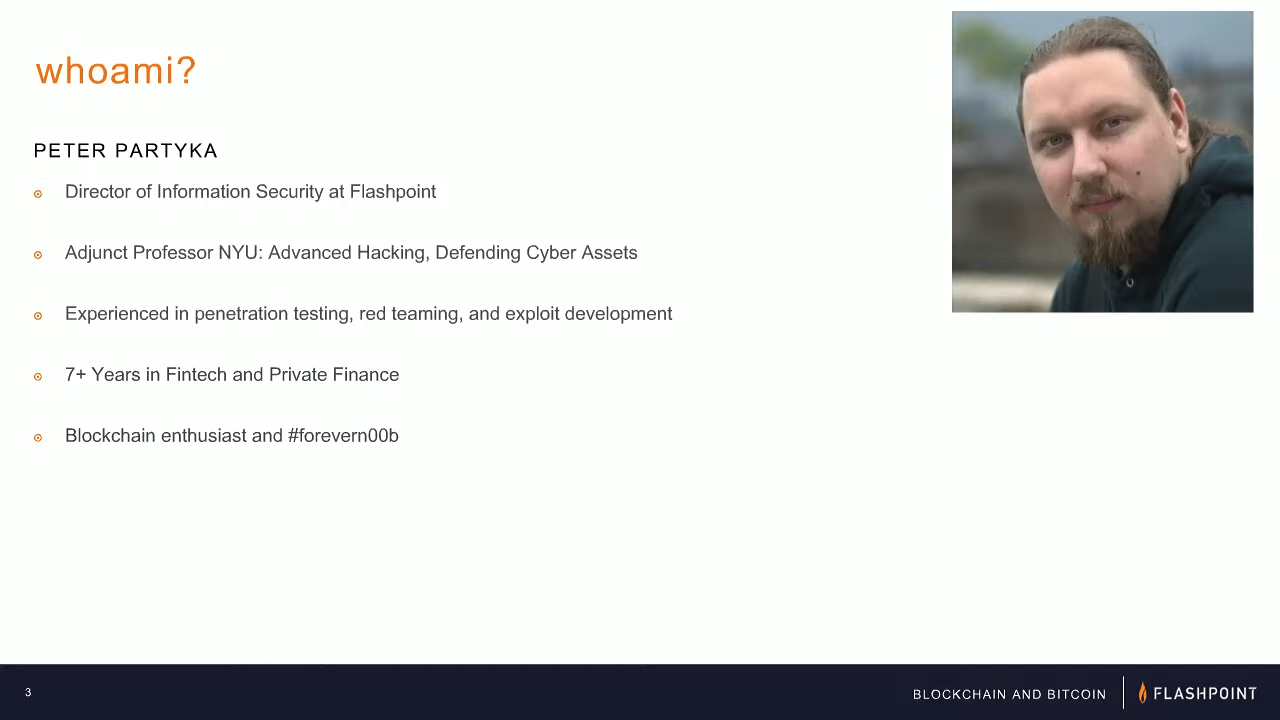 whoami?
PETER PARTYKA
Director of Information Security at Flashpoint
Adjunct Professor NYU: Advanced Hacking, Defending Cyber Assets
Experienced in penetration testing, red teaming, and exploit development
7+ Years in Fintech and Private Finance
Blockchain enthusiast and #forevern00b
3
BLOCKCHAIN AND BITCOIN
FLASHPOINT